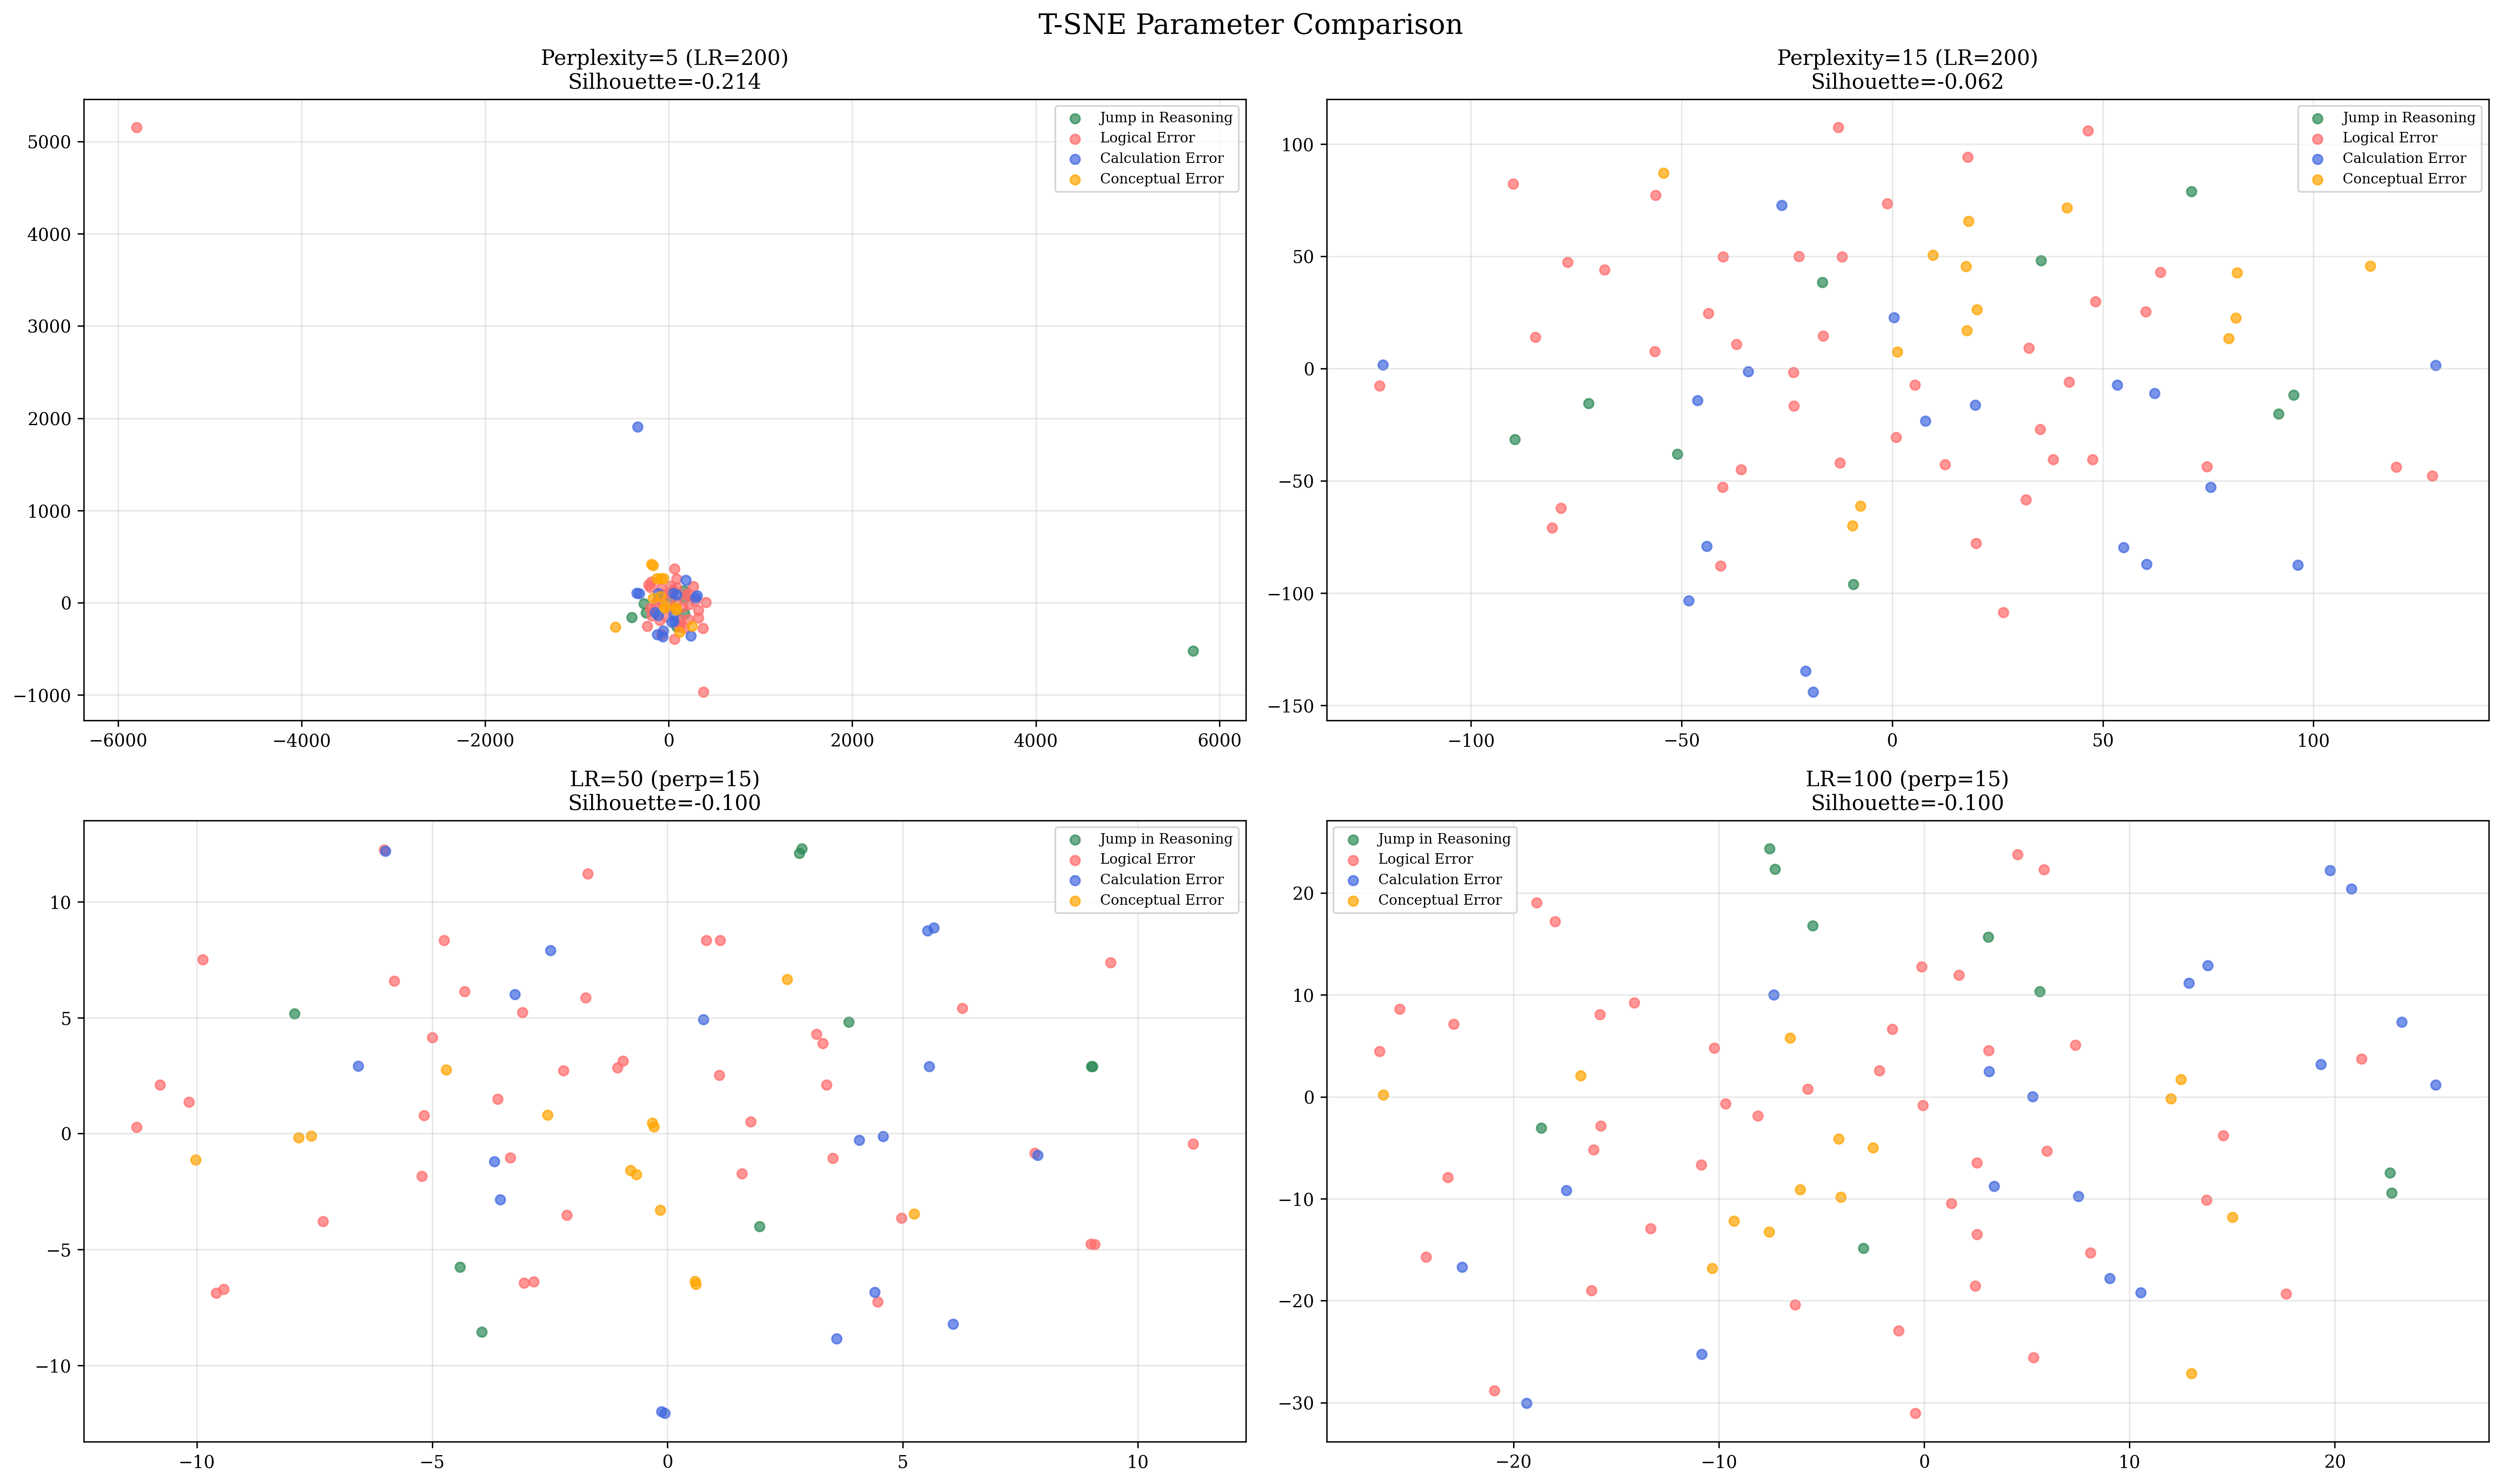 T-SNE Parameter Comparison
Perplexity=5 (LR=200)
Silhouette=-0.214
Jump in Reasoning
Logical Error
Calculation Error
Conceptual Error
5000
4000
3000
2000
1000
0
−1000
−6000 −4000 −2000 0 2000 4000 6000
Perplexity=15 (LR=200)
Silhouette=-0.062
Jump in Reasoning
Logical Error
Calculation Error
Conceptual Error
100
50
0
−50
−100
−150
−100 −50 0 50 100
LR=50 (perp=15)
Silhouette=-0.100
Jump in Reasoning
Logical Error
Calculation Error
Conceptual Error
10
5
0
−5
−10
−10 −5 0 5 10
LR=100 (perp=15)
Silhouette=-0.100
Jump in Reasoning
Logical Error
Calculation Error
Conceptual Error
20
10
0
−10
−20
−30
−20 −10 0 10 20